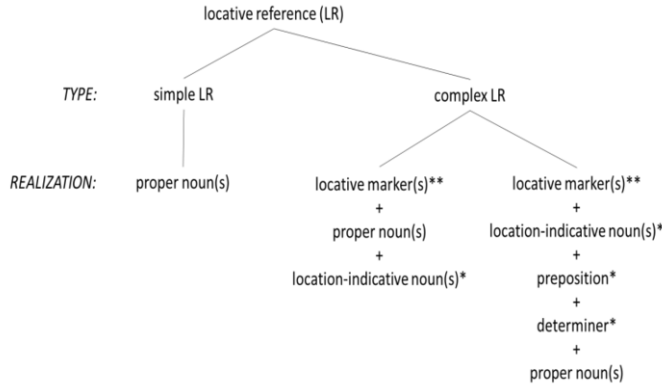 locative reference (LR)
TYPE: simple LR complex LR
REALIZATION: proper noun(s) locative marker(s)** locative marker(s)**
+ +
proper noun(s) location-indicative noun(s)*
+ +
location-indicative noun(s)* preposition*
+
determiner*
+
proper noun(s)